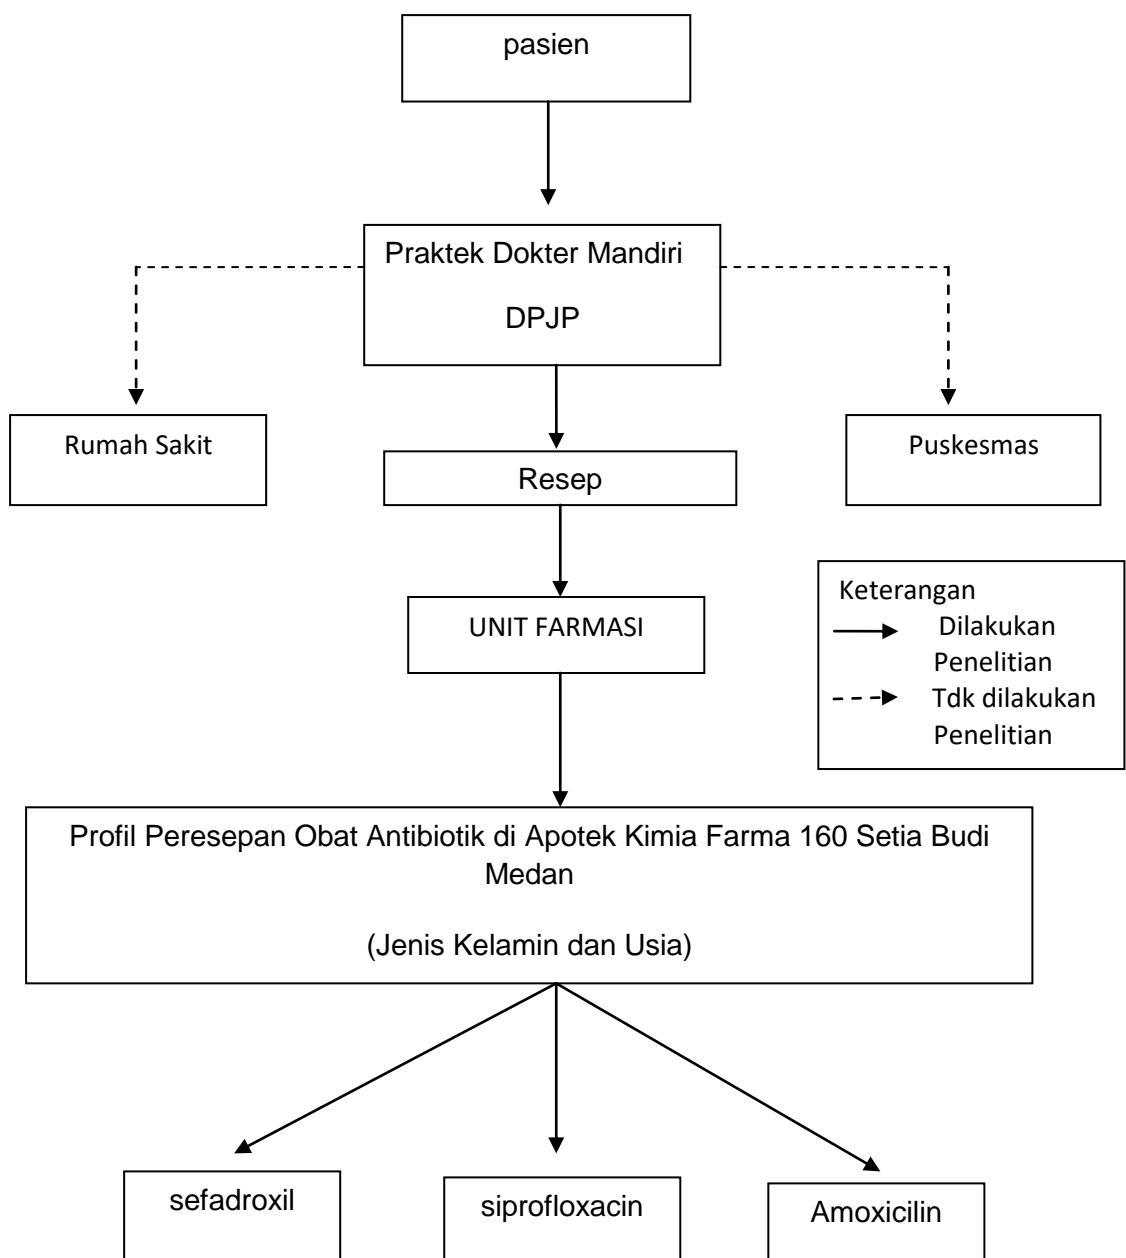 pasien
Praktek Dokter Mandiri
DPJP
Rumah Sakit
Puskesmas
Resep
Keterangan
Dilakukan
Penelitian
Tdk dilakukan
Penelitian
UNIT FARMASI
Profil Peresepan Obat Antibiotik di Apotek Kimia Farma 160 Setia Budi
Medan
(Jenis Kelamin dan Usia)
sefadroxil
siprofloxacin
Amoxicilin